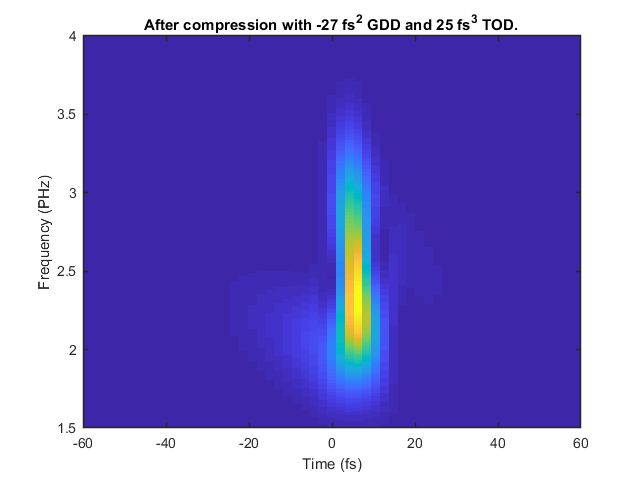 After compression with -27 fs² GDD and 25 fs³ TOD.
4
3.5
3
2.5
2
1.5
Frequency (PHz)
-60 -40 -20 0 20 40 60
Time (fs)